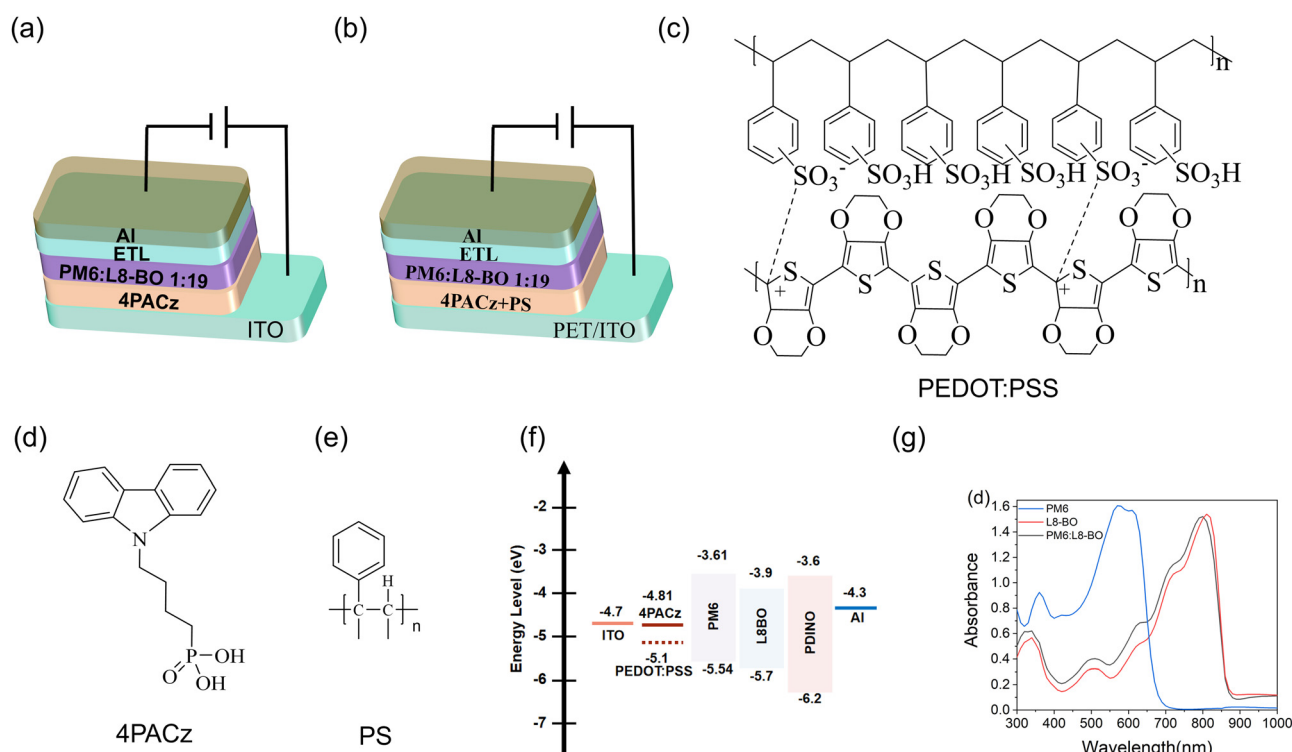 (a)
Al
ETL
PM6:L8-BO 1:19
4PACz
ITO
(b)
Al
ETL
PM6:L8-BO 1:19
4PACz+PS
PET/ITO
(c)
n
SO₃⁻ SO₃H SO₃H SO₃H SO₃⁻ SO₃H
O O O O O O
S S S S S S
+ +
n
O O O O O O
PEDOT:PSS
(d)
N
P OH
O OH
4PACz
(e)
H
C C
n
PS
(f)
Energy Level (eV)
-2
-3
-4
-5
-6
-7
-4.7
ITO
-4.81
4PACz
-5.1
PEDOT:PSS
-3.61
PM6
-5.54
-3.9
L8BO
-5.7
-3.6
PDINO
-6.2
-4.3
Al
(g)
(d)
PM6
L8-BO
PM6:L8-BO
Absorbance
1.6
1.4
1.2
1.0
0.8
0.6
0.4
0.2
0.0
300 400 500 600 700 800 900 1000
Wavelength(nm)